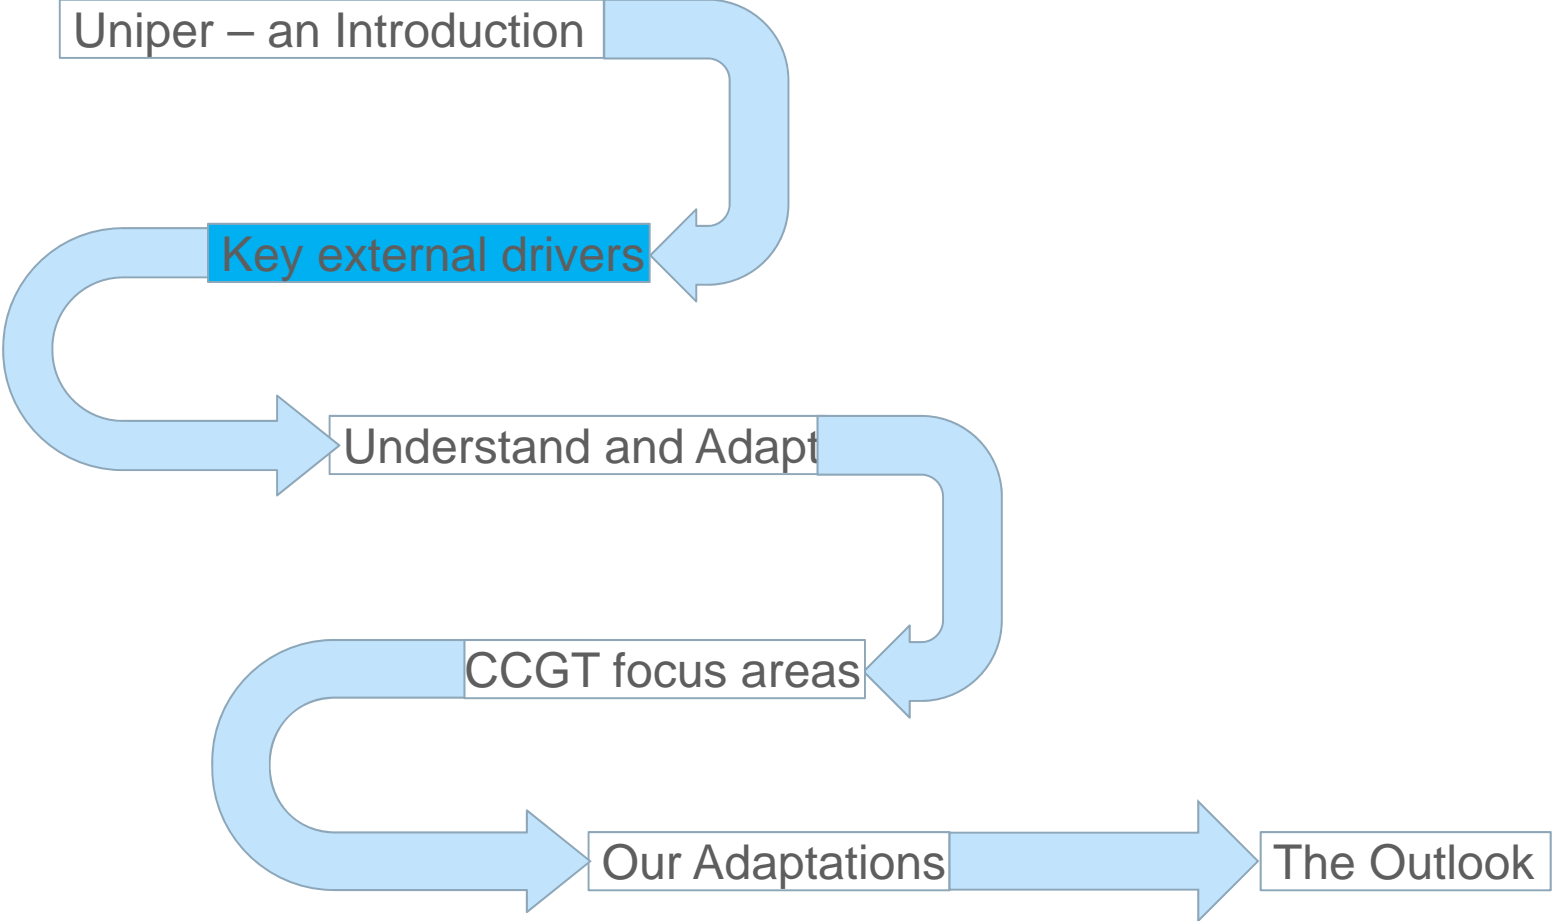 Uniper – an Introduction
Key external drivers
Understand and Adapt
CCGT focus areas
Our Adaptations
The Outlook